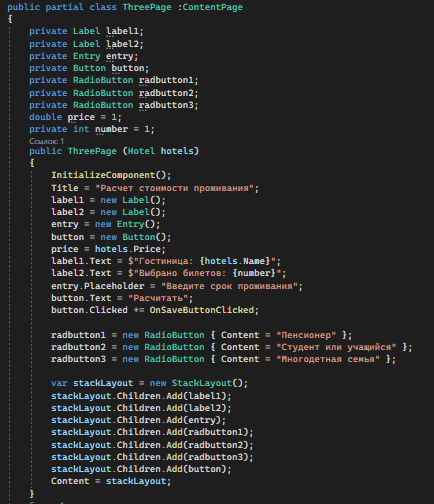 public partial class ThreePage :ContentPage
{
private Label label1;
private Label label2;
private Entry entry;
private Button button;
private RadioButton radbutton1;
private RadioButton radbutton2;
private RadioButton radbutton3;
double price = 1;
private int number = 1;
Ссылок: 1
public ThreePage (Hotel hotels)
{
InitializeComponent();
Title = "Расчет стоимости проживания";
label1 = new Label();
label2 = new Label();
entry = new Entry();
button = new Button();
price = hotels.Price;
label1.Text = $"Гостиница: {hotels.Name}";
label2.Text = $"Выбрано билетов: {number}";
entry.Placeholder = "Введите срок проживания";
button.Text = "Расчитать";
button.Clicked += OnSaveButtonClicked;
radbutton1 = new RadioButton { Content = "Пенсионер" };
radbutton2 = new RadioButton { Content = "Студент или учащийся" };
radbutton3 = new RadioButton { Content = "Многодетная семья" };
var stackLayout = new StackLayout();
stackLayout.Children.Add(label1);
stackLayout.Children.Add(label2);
stackLayout.Children.Add(entry);
stackLayout.Children.Add(radbutton1);
stackLayout.Children.Add(radbutton2);
stackLayout.Children.Add(radbutton3);
stackLayout.Children.Add(button);
Content = stackLayout;
}